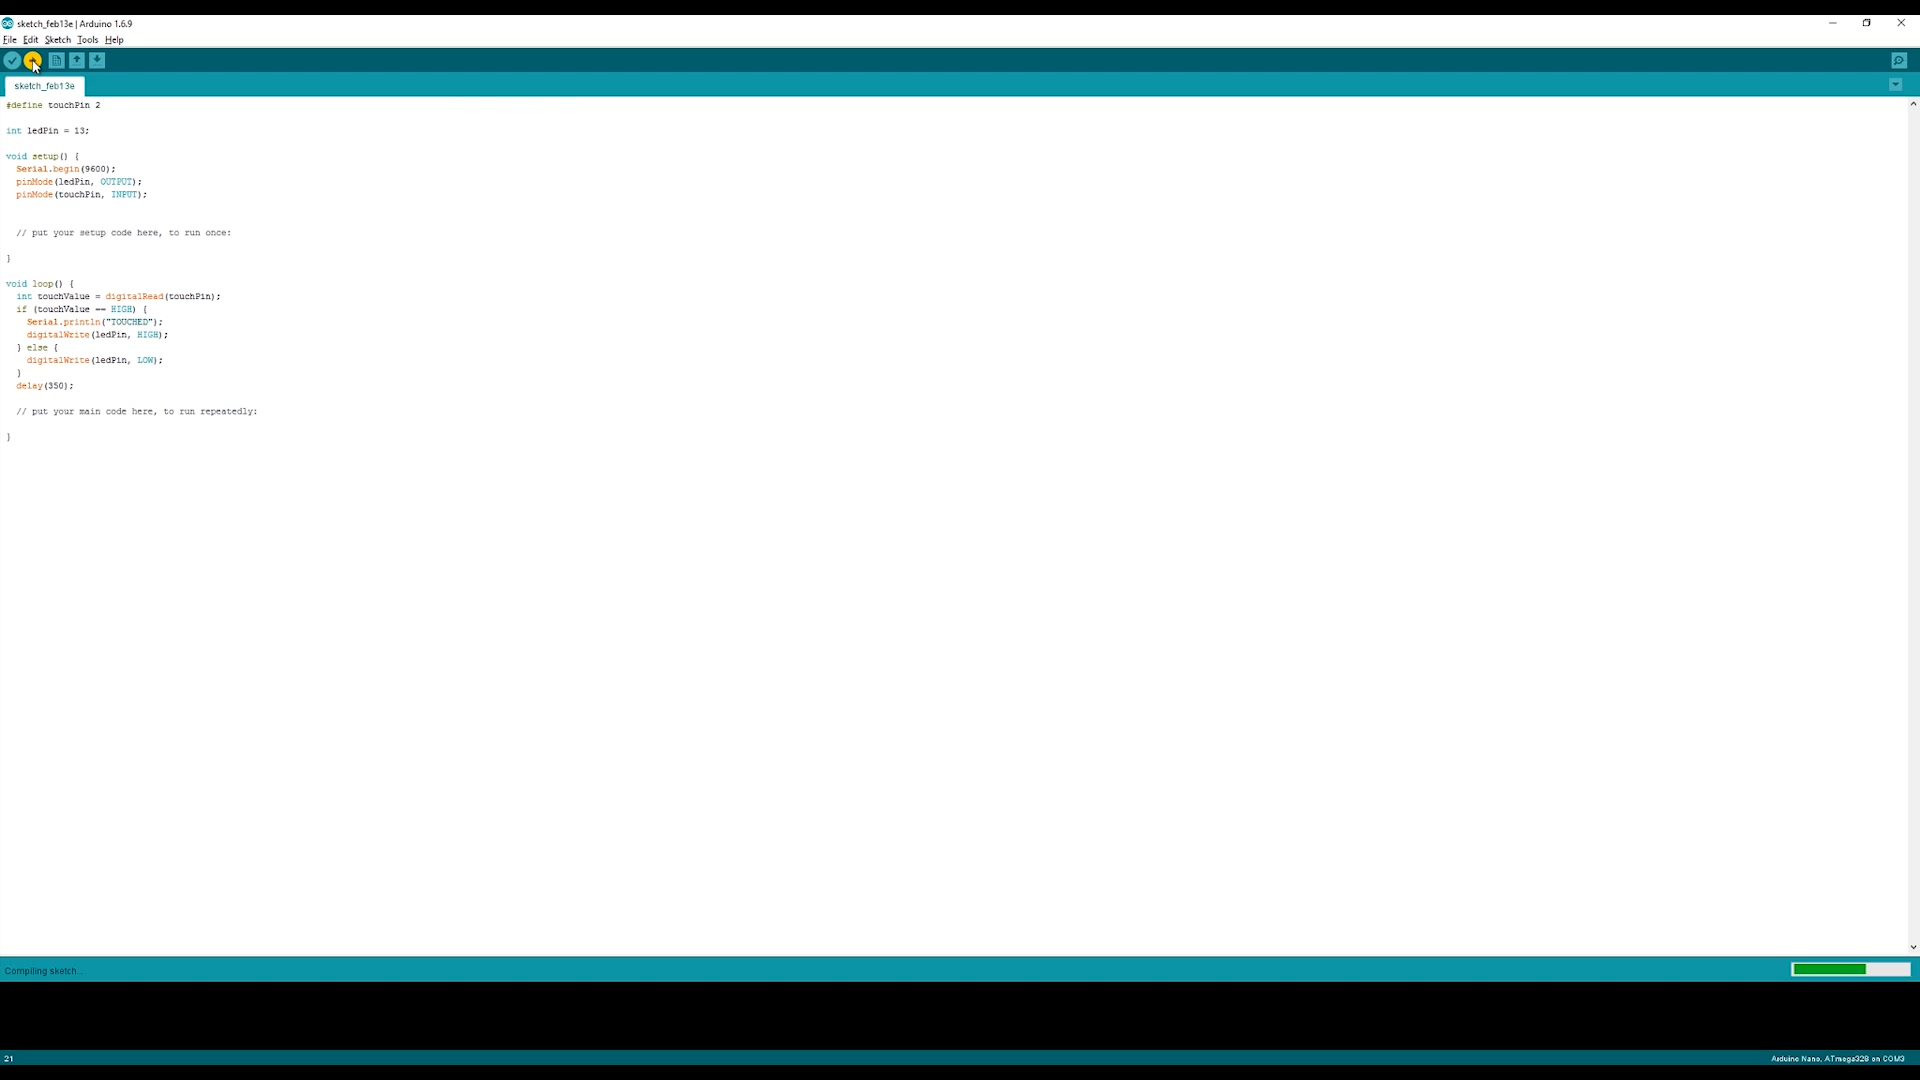 sketch_feb13e | Arduino 1.6.9
File Edit Sketch Tools Help
sketch_feb13e
#define touchPin 2
int ledPin = 13;
void setup() {
Serial.begin(9600);
pinMode(ledPin, OUTPUT);
pinMode(touchPin, INPUT);
// put your setup code here, to run once:
}
void loop() {
int touchValue = digitalRead(touchPin);
if (touchValue == HIGH) {
Serial.println("TOUCHED");
digitalWrite(ledPin, HIGH);
} else {
digitalWrite(ledPin, LOW);
}
delay(350);
// put your main code here, to run repeatedly:
}
Compiling sketch...
21
Arduino Nano, ATmega328 on COM3